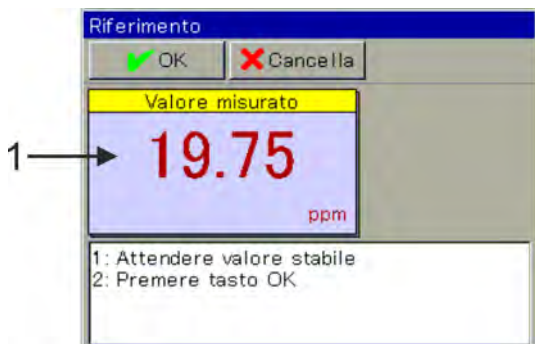 Riferimento
OK Cancella
Valore misurato
1
19.75
ppm
1: Attendere valore stabile
2: Premere tasto OK